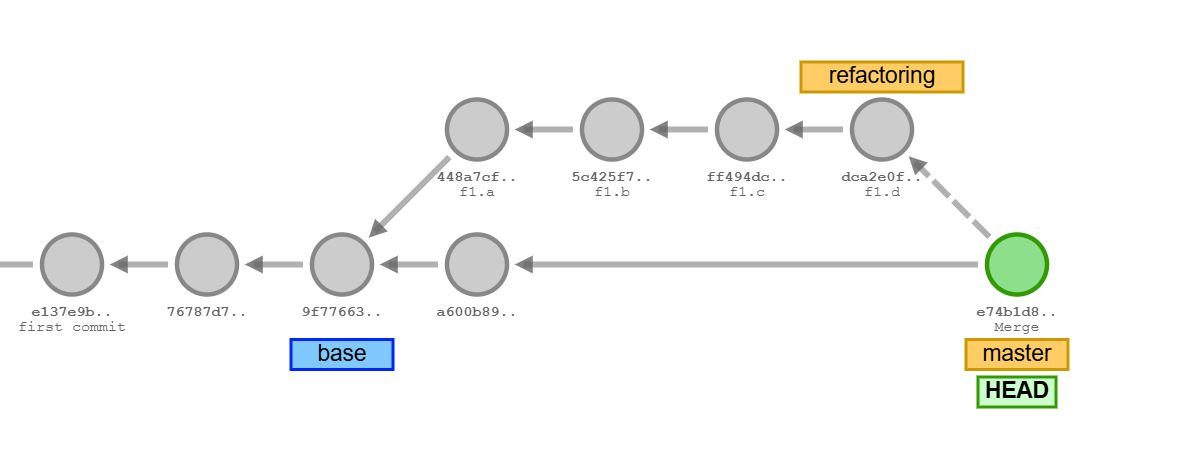 refactoring
448a7cf..
f1.a
5c425f7..
f1.b
ff494dc..
f1.c
dca2e0f..
f1.d
e137e9b..
first commit
76787d7..
9f77663..
a600b89..
e74b1d8..
Merge
base
master
HEAD